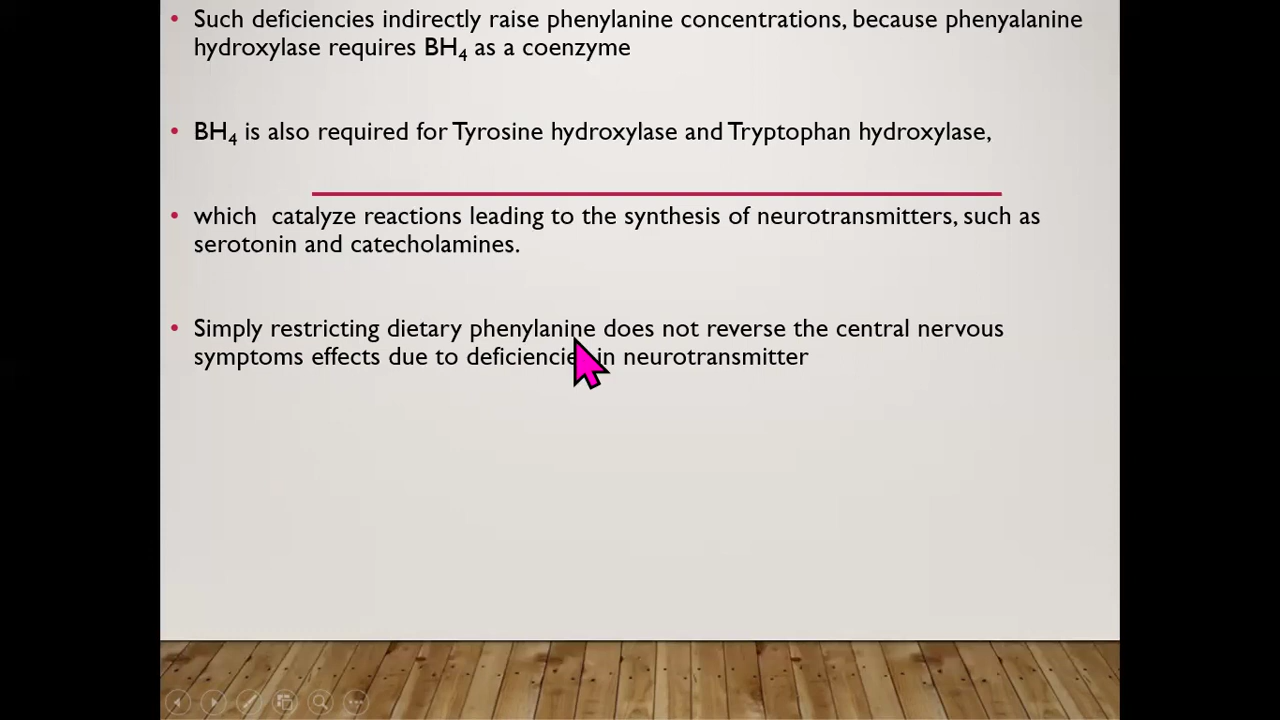 • Such deficiencies indirectly raise phenylanine concentrations, because phenyalanine
hydroxylase requires BH₄ as a coenzyme
• BH₄ is also required for Tyrosine hydroxylase and Tryptophan hydroxylase,
• which catalyze reactions leading to the synthesis of neurotransmitters, such as
serotonin and catecholamines.
• Simply restricting dietary phenylanine does not reverse the central nervous
symptoms effects due to deficiencies in neurotransmitter